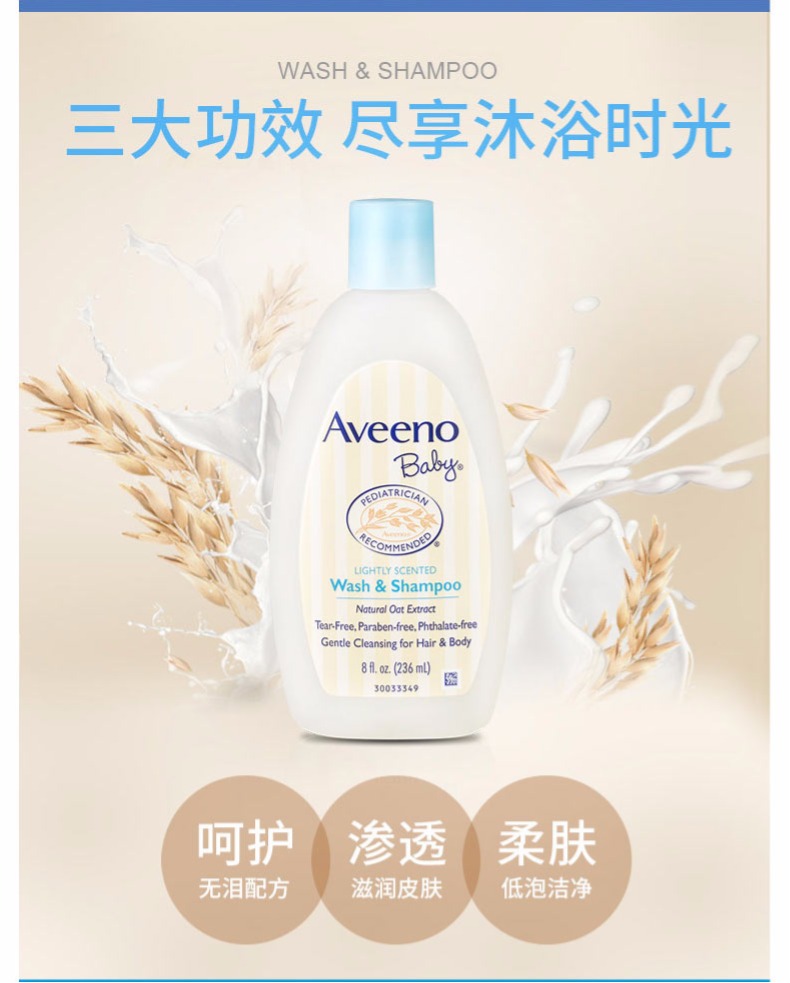 WASH & SHAMPOO
三大功效 尽享沐浴时光
Aveeno
Baby®
PEDIATRICIAN
Aveeno
RECOMMENDED®
LIGHTLY SCENTED
Wash & Shampoo
Natural Oat Extract
Tear-Free, Paraben-free, Phthalate-free
Gentle Cleansing for Hair & Body
8 fl. oz. (236 mL)
30033349
呵护 渗透 柔肤
无泪配方 滋润皮肤 低泡洁净